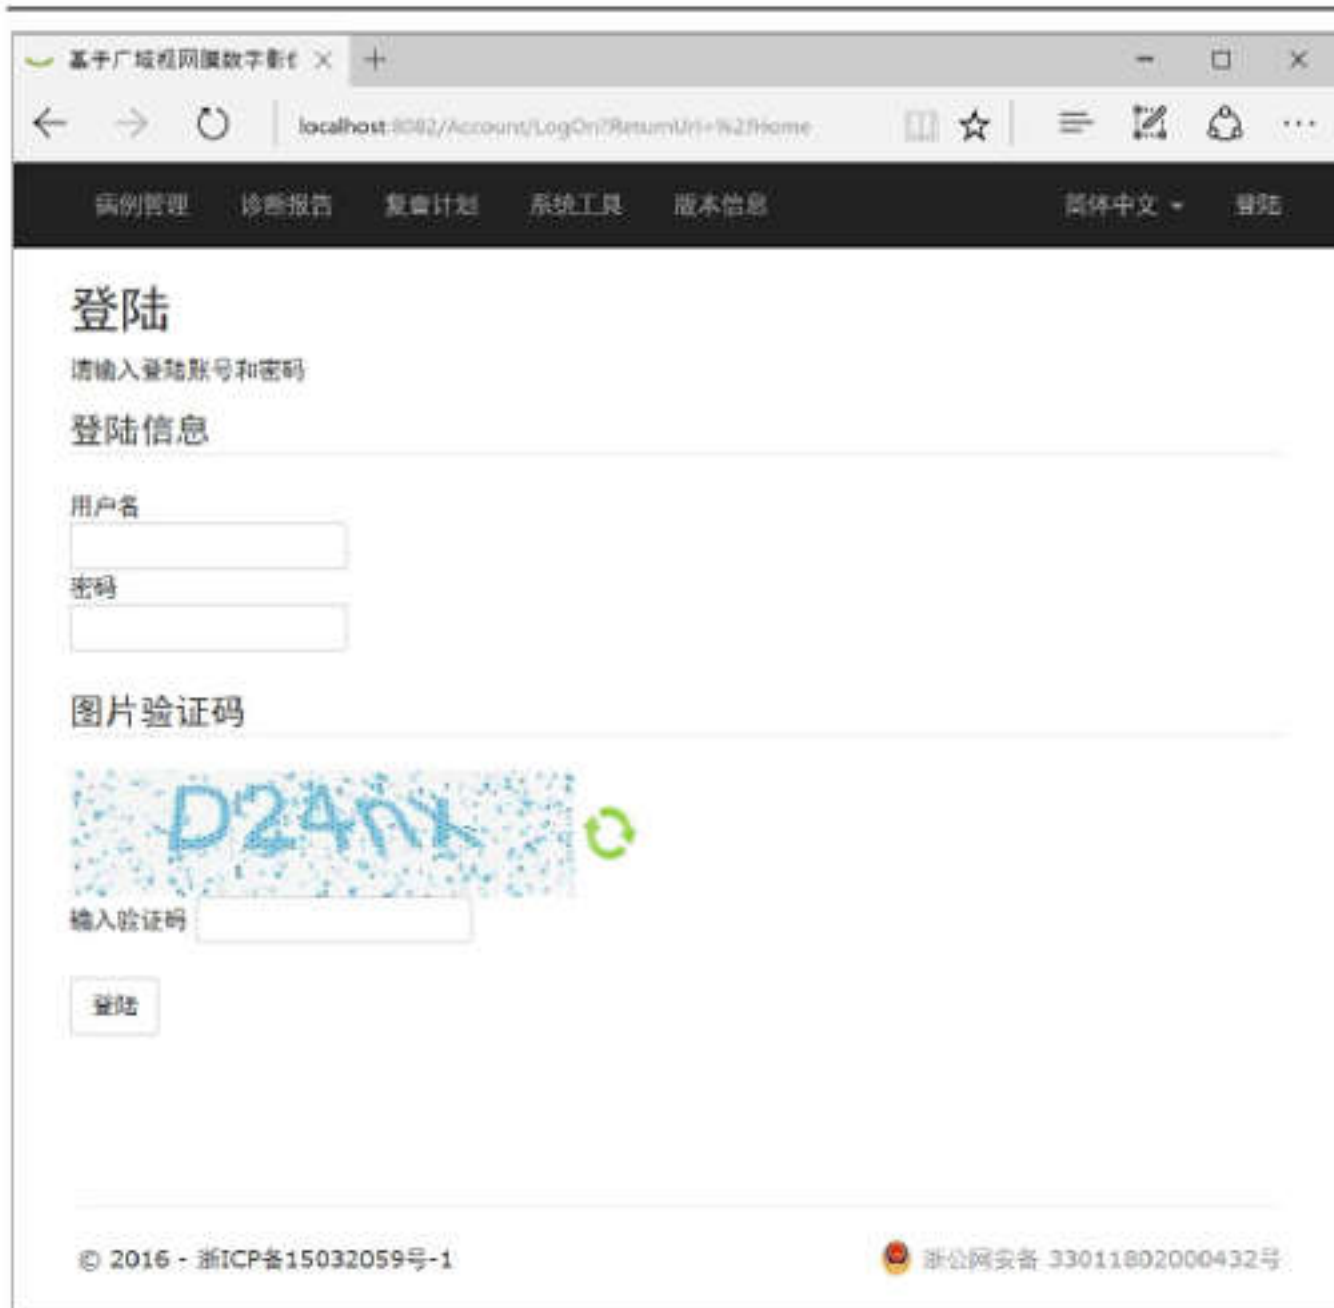 基于广域视网膜数字影
localhost:8082/Account/LogOn?ReturnUrl=%2fHome
病例管理 诊断报告 复查计划 系统工具 版本信息 简体中文 登陆
登陆
请输入登陆账号和密码
登陆信息
用户名
密码
图片验证码
D24nx
输入验证码
登陆
© 2016 - 浙ICP备15032059号-1 浙公网安备 33011802000432号